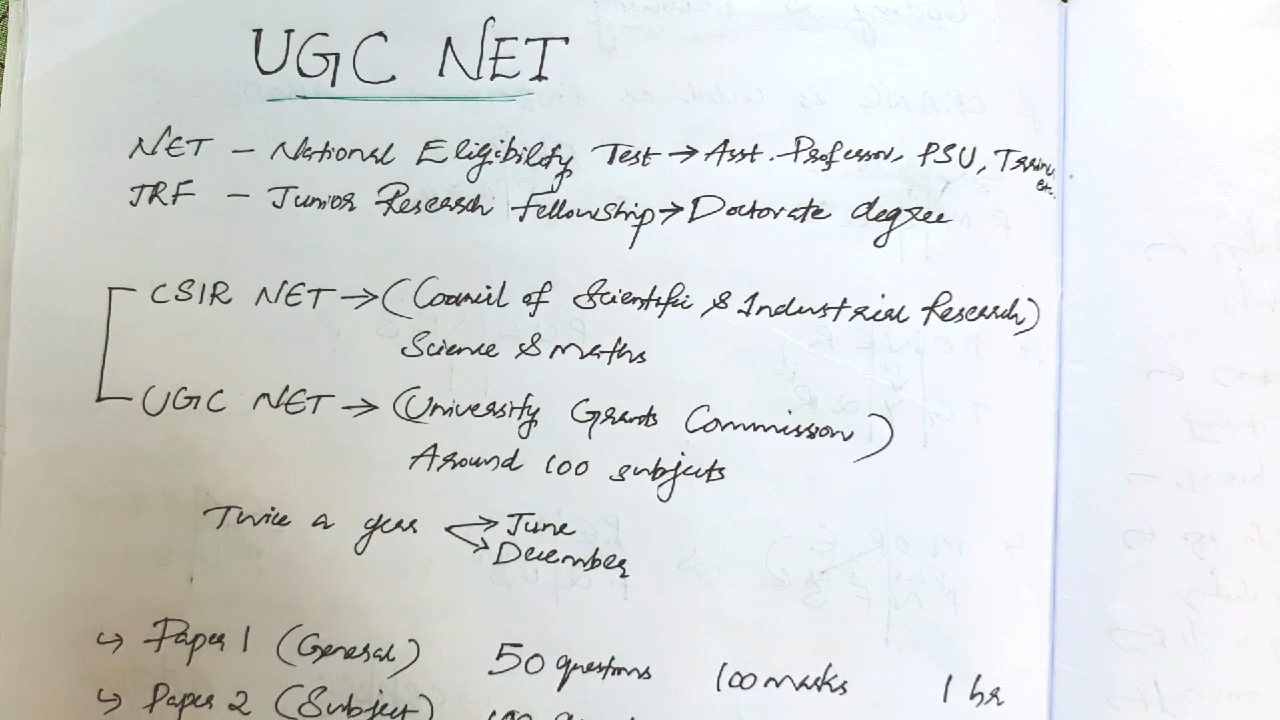 UGC NET
NET - National Eligibility Test → Asst. Professor, PSU, etc.
JRF - Junior Research Fellowship → Doctorate degree
CSIR NET → (Council of Scientific & Industrial Research)
Science & Maths
UGC NET → (University Grants Commission)
Around 100 subjects
Twice a year → June
→ December
↪ Paper 1 (General) 50 questions 100 marks 1 hr
↪ Paper 2 (Subject)